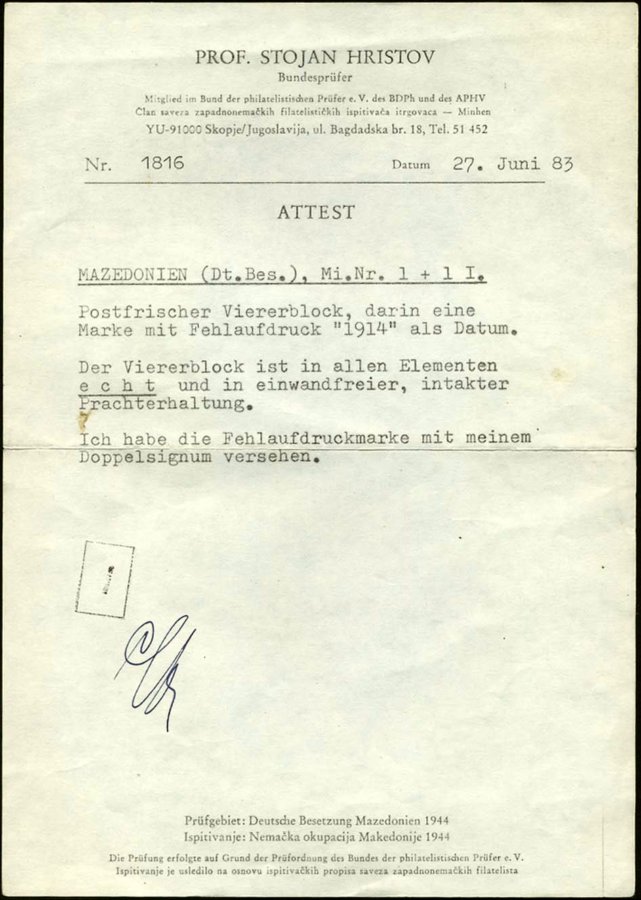 PROF. STOJAN HRISTOV
Bundesprüfer
Mitglied im Bund der philatelistischen Prüfer e. V. des BDPh und des APHV
Član saveza zapadnonemačkih filatelističkih ispitivača itrgovaca — Minhen
YU-91000 Skopje/Jugoslavija, ul. Bagdadska br. 18, Tel. 51 452
Nr. 1816 Datum 27. Juni 83
ATTEST
MAZEDONIEN (Dt.Bes.), Mi.Nr. 1 + 1 I.
Postfrischer Viererblock, darin eine
Marke mit Fehlaufdruck "1914" als Datum.
Der Viererblock ist in allen Elementen
e c h t und in einwandfreier, intakter
Prachterhaltung.
Ich habe die Fehlaufdruckmarke mit meinem
Doppelsignum versehen.
Prüfgebiet: Deutsche Besetzung Mazedonien 1944
Ispitivanje: Nemačka okupacija Makedonije 1944
Die Prüfung erfolgte auf Grund der Prüfordnung des Bundes der philatelistischen Prüfer e. V.
Ispitivanje je usledilo na osnovu ispitivačkih propisa saveza zapadnonemačkih filatelista